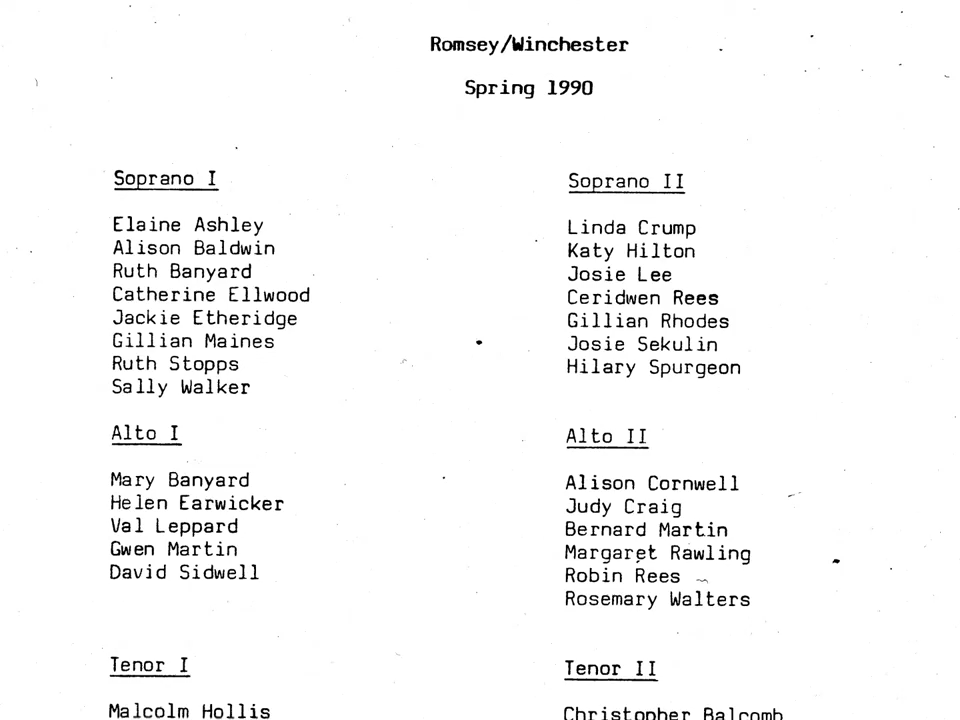 Romsey/Winchester
Spring 1990
Soprano I
Elaine Ashley
Alison Baldwin
Ruth Banyard
Catherine Ellwood
Jackie Etheridge
Gillian Maines
Ruth Stopps
Sally Walker
Soprano II
Linda Crump
Katy Hilton
Josie Lee
Ceridwen Rees
Gillian Rhodes
Josie Sekulin
Hilary Spurgeon
Alto I
Mary Banyard
Helen Earwicker
Val Leppard
Gwen Martin
David Sidwell
Alto II
Alison Cornwell
Judy Craig
Bernard Martin
Margaret Rawling
Robin Rees
Rosemary Walters
Tenor I
Malcolm Hollis
Tenor II
Christopher Balcomb